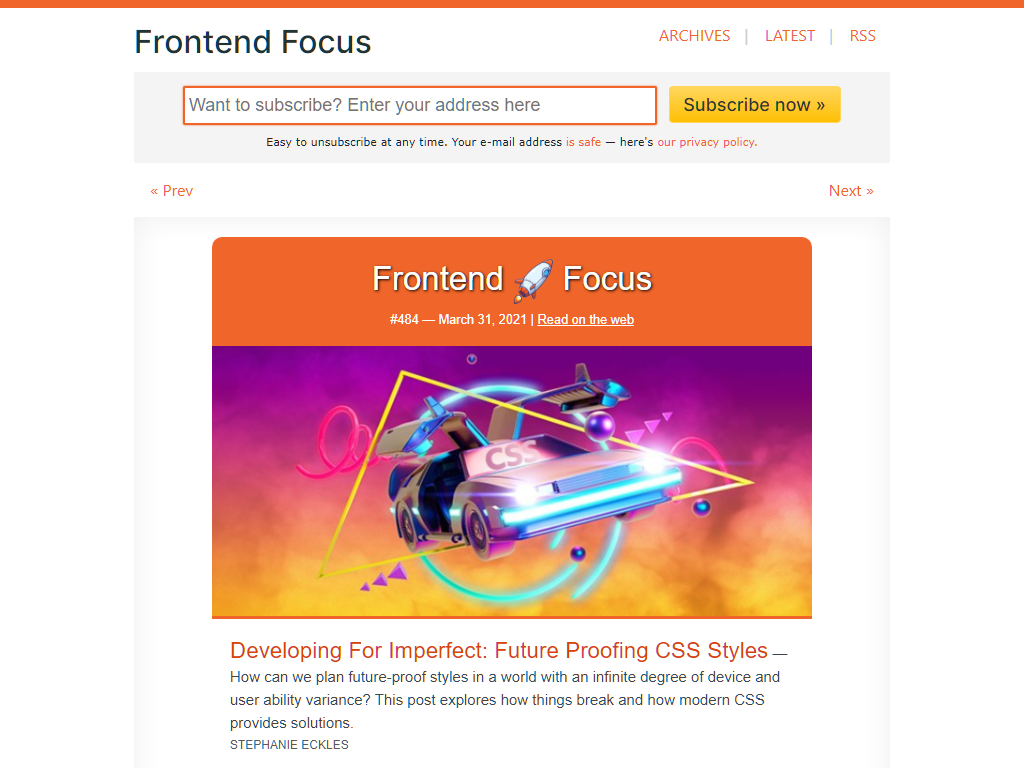 Frontend Focus
ARCHIVES | LATEST | RSS
Want to subscribe? Enter your address here
Subscribe now »
Easy to unsubscribe at any time. Your e-mail address is safe — here's our privacy policy.
« Prev
Next »
Frontend Focus
#484 — March 31, 2021 | Read on the web
CSS
Developing For Imperfect: Future Proofing CSS Styles —
How can we plan future-proof styles in a world with an infinite degree of device and
user ability variance? This post explores how things break and how modern CSS
provides solutions.
STEPHANIE ECKLES